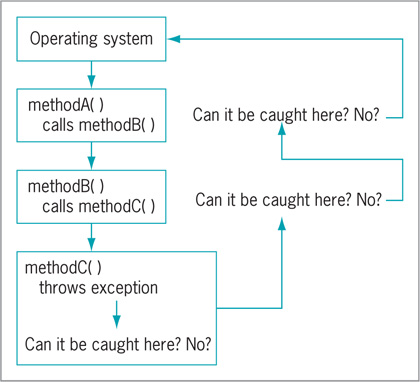 Operating system
methodA( )
calls methodB( )
Can it be caught here? No?
methodB( )
calls methodC( )
Can it be caught here? No?
methodC( )
throws exception
Can it be caught here? No?